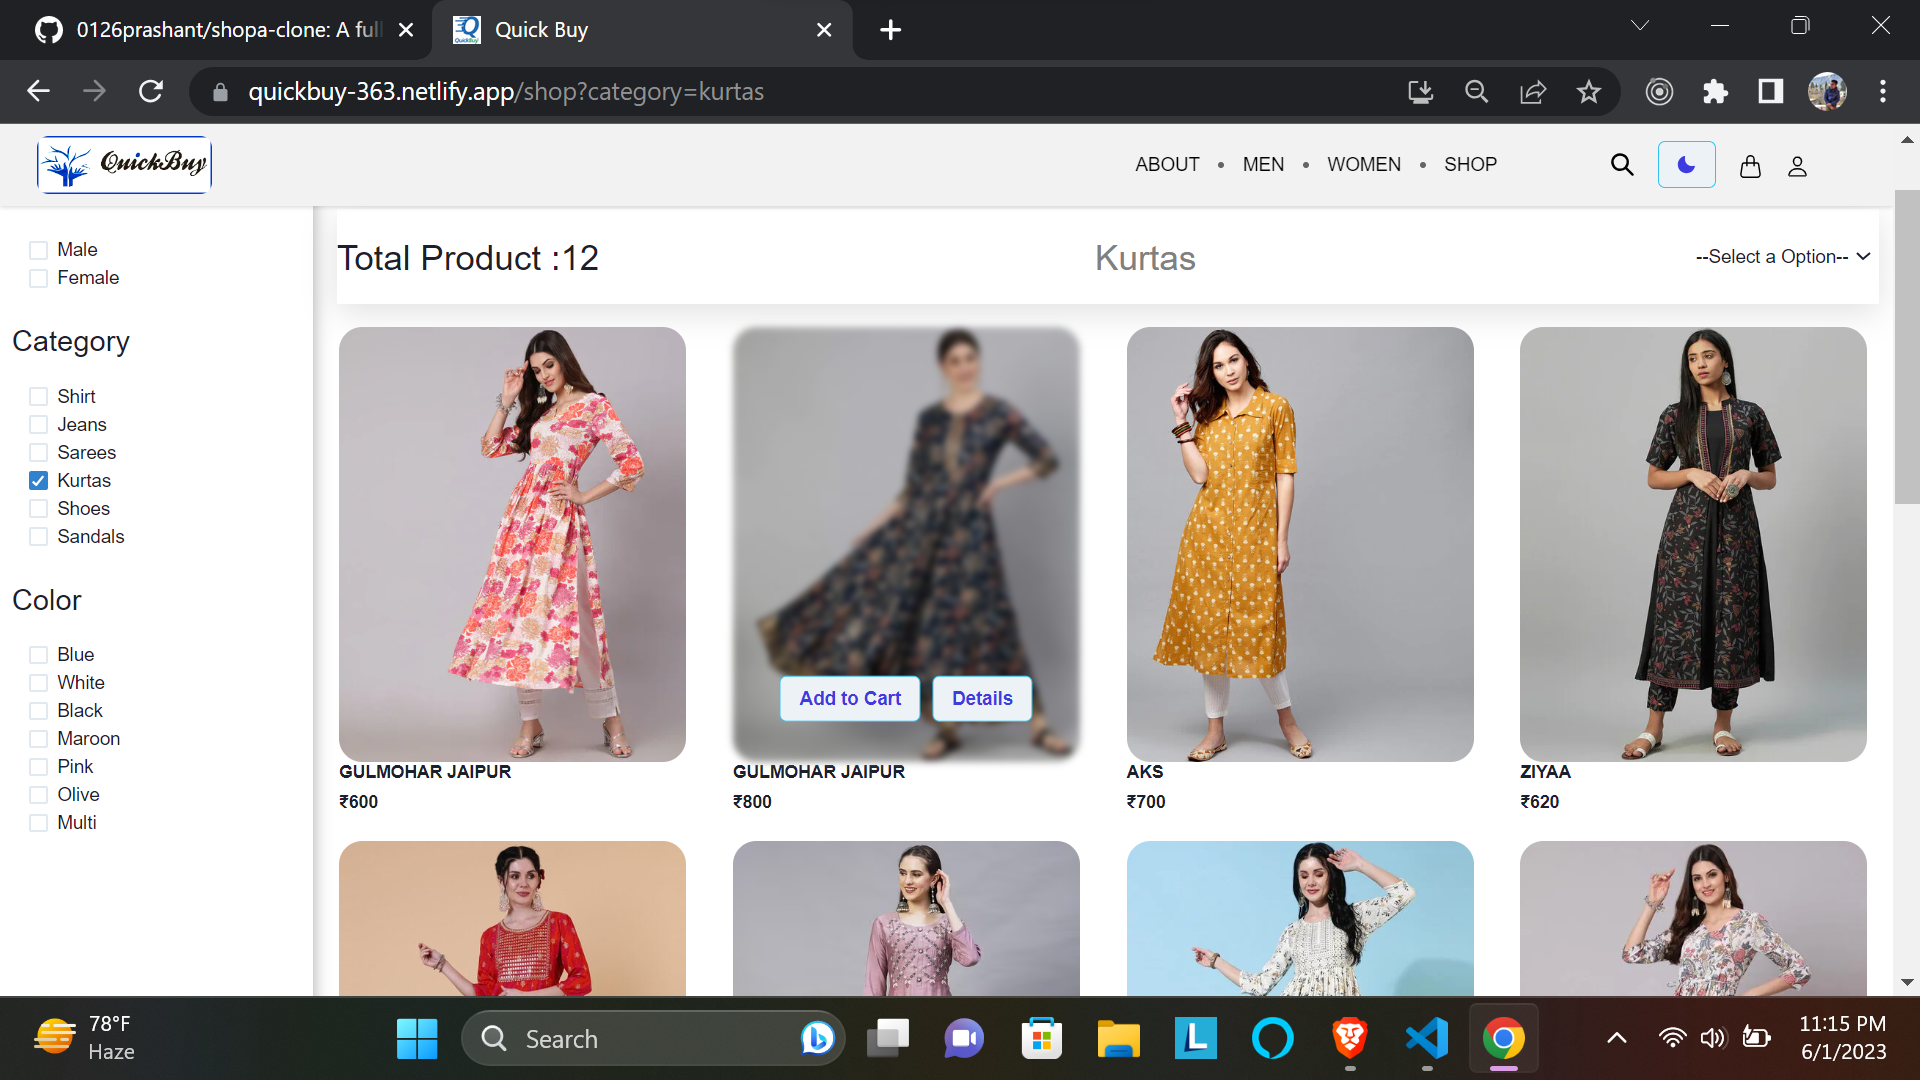 0126prashant/shopa-clone: A full
Quick Buy
quickbuy-363.netlify.app/shop?category=kurtas
QuickBuy
ABOUT • MEN • WOMEN • SHOP
Male
Female
Category
Shirt
Jeans
Sarees
Kurtas
Shoes
Sandals
Color
Blue
White
Black
Maroon
Pink
Olive
Multi
Total Product :12
Kurtas
--Select a Option--
Add to Cart
Details
GULMOHAR JAIPUR
₹600
GULMOHAR JAIPUR
₹800
AKS
₹700
ZIYAA
₹620
78°F
Haze
Search
11:15 PM
6/1/2023